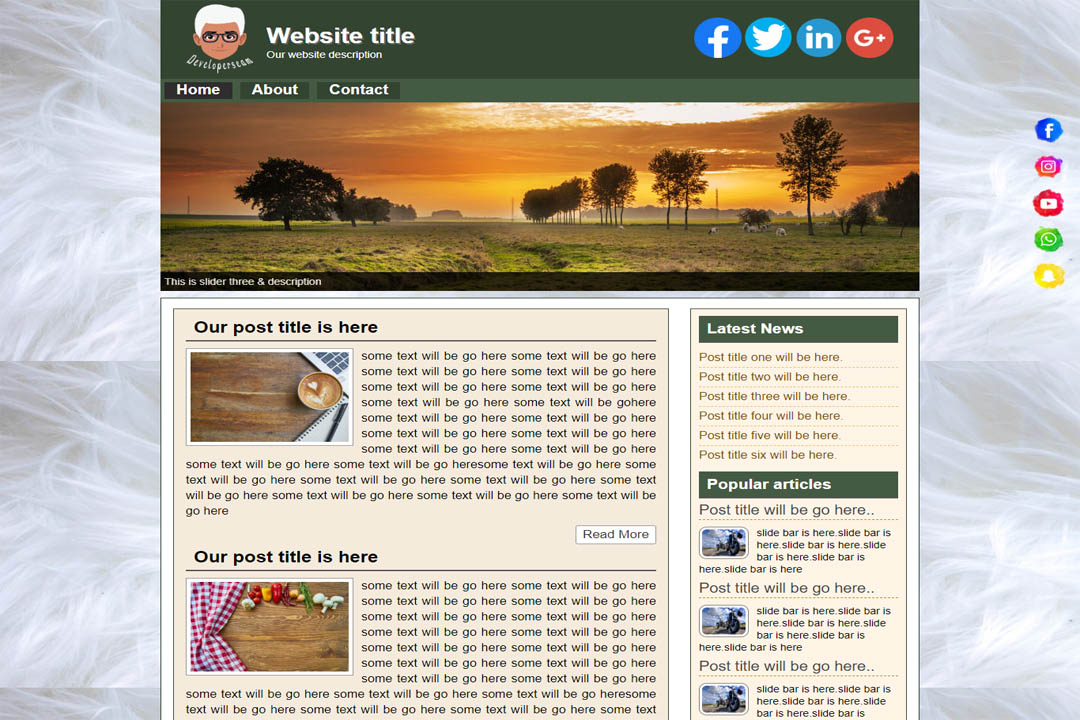 Website title
Our website description
Developerseam
Home About Contact
This is slider three & description
Our post title is here
some text will be go here some text will be go here
some text will be go here some text will be go here
some text will be go here some text will be go here
some text will be go here some text will be gohere
some text will be go here some text will be go here
some text will be go here some text will be go here
some text will be go here some text will be go here
some text will be go here some text will be go heresome text will be go here some
text will be go here some text will be go here some text will be go here some text
will be go here some text will be go here some text will be go here some text will be
go here
Read More
Our post title is here
some text will be go here some text will be go here
some text will be go here some text will be go here
some text will be go here some text will be go here
some text will be go here some text will be go here
some text will be go here some text will be go here
some text will be go here some text will be go here
some text will be go here some text will be go here
some text will be go here some text will be go here some text will be go heresome
text will be go here some text will be go here some text will be go here some text
Latest News
Post title one will be here.
Post title two will be here.
Post title three will be here.
Post title four will be here.
Post title five will be here.
Post title six will be here.
Popular articles
Post title will be go here..
slide bar is here.slide bar is
here.slide bar is here.slide
bar is here.slide bar is
here.slide bar is here
Post title will be go here..
slide bar is here.slide bar is
here.slide bar is here.slide
bar is here.slide bar is
here.slide bar is here
Post title will be go here..
slide bar is here.slide bar is
here.slide bar is here.slide
bar is here.slide bar is